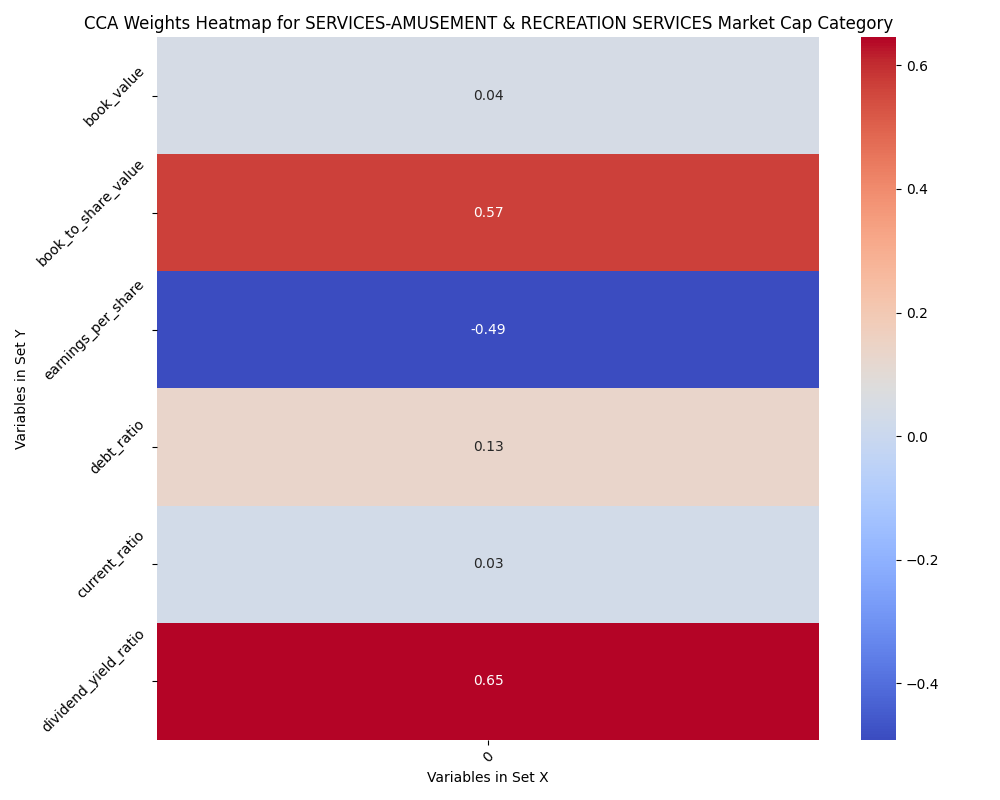 CCA Weights Heatmap for SERVICES-AMUSEMENT & RECREATION SERVICES Market Cap Category
Variables in Set Y
book_value
0.04
book_to_share_value
0.57
earnings_per_share
-0.49
debt_ratio
0.13
current_ratio
0.03
dividend_yield_ratio
0.65
0
Variables in Set X
0.6
0.4
0.2
0.0
−0.2
−0.4